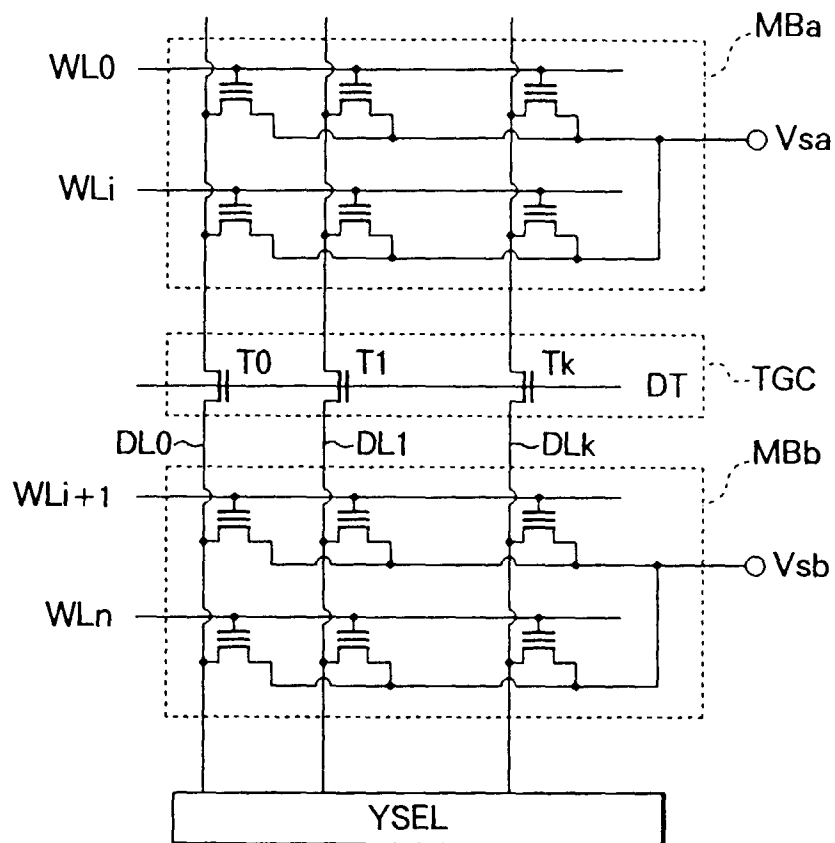 MBa
WL0
Vsa
WLi
T0 T1 Tk DT TGC
DL0 DL1 DLk
MBb
WLi+1
Vsb
WLn
YSEL